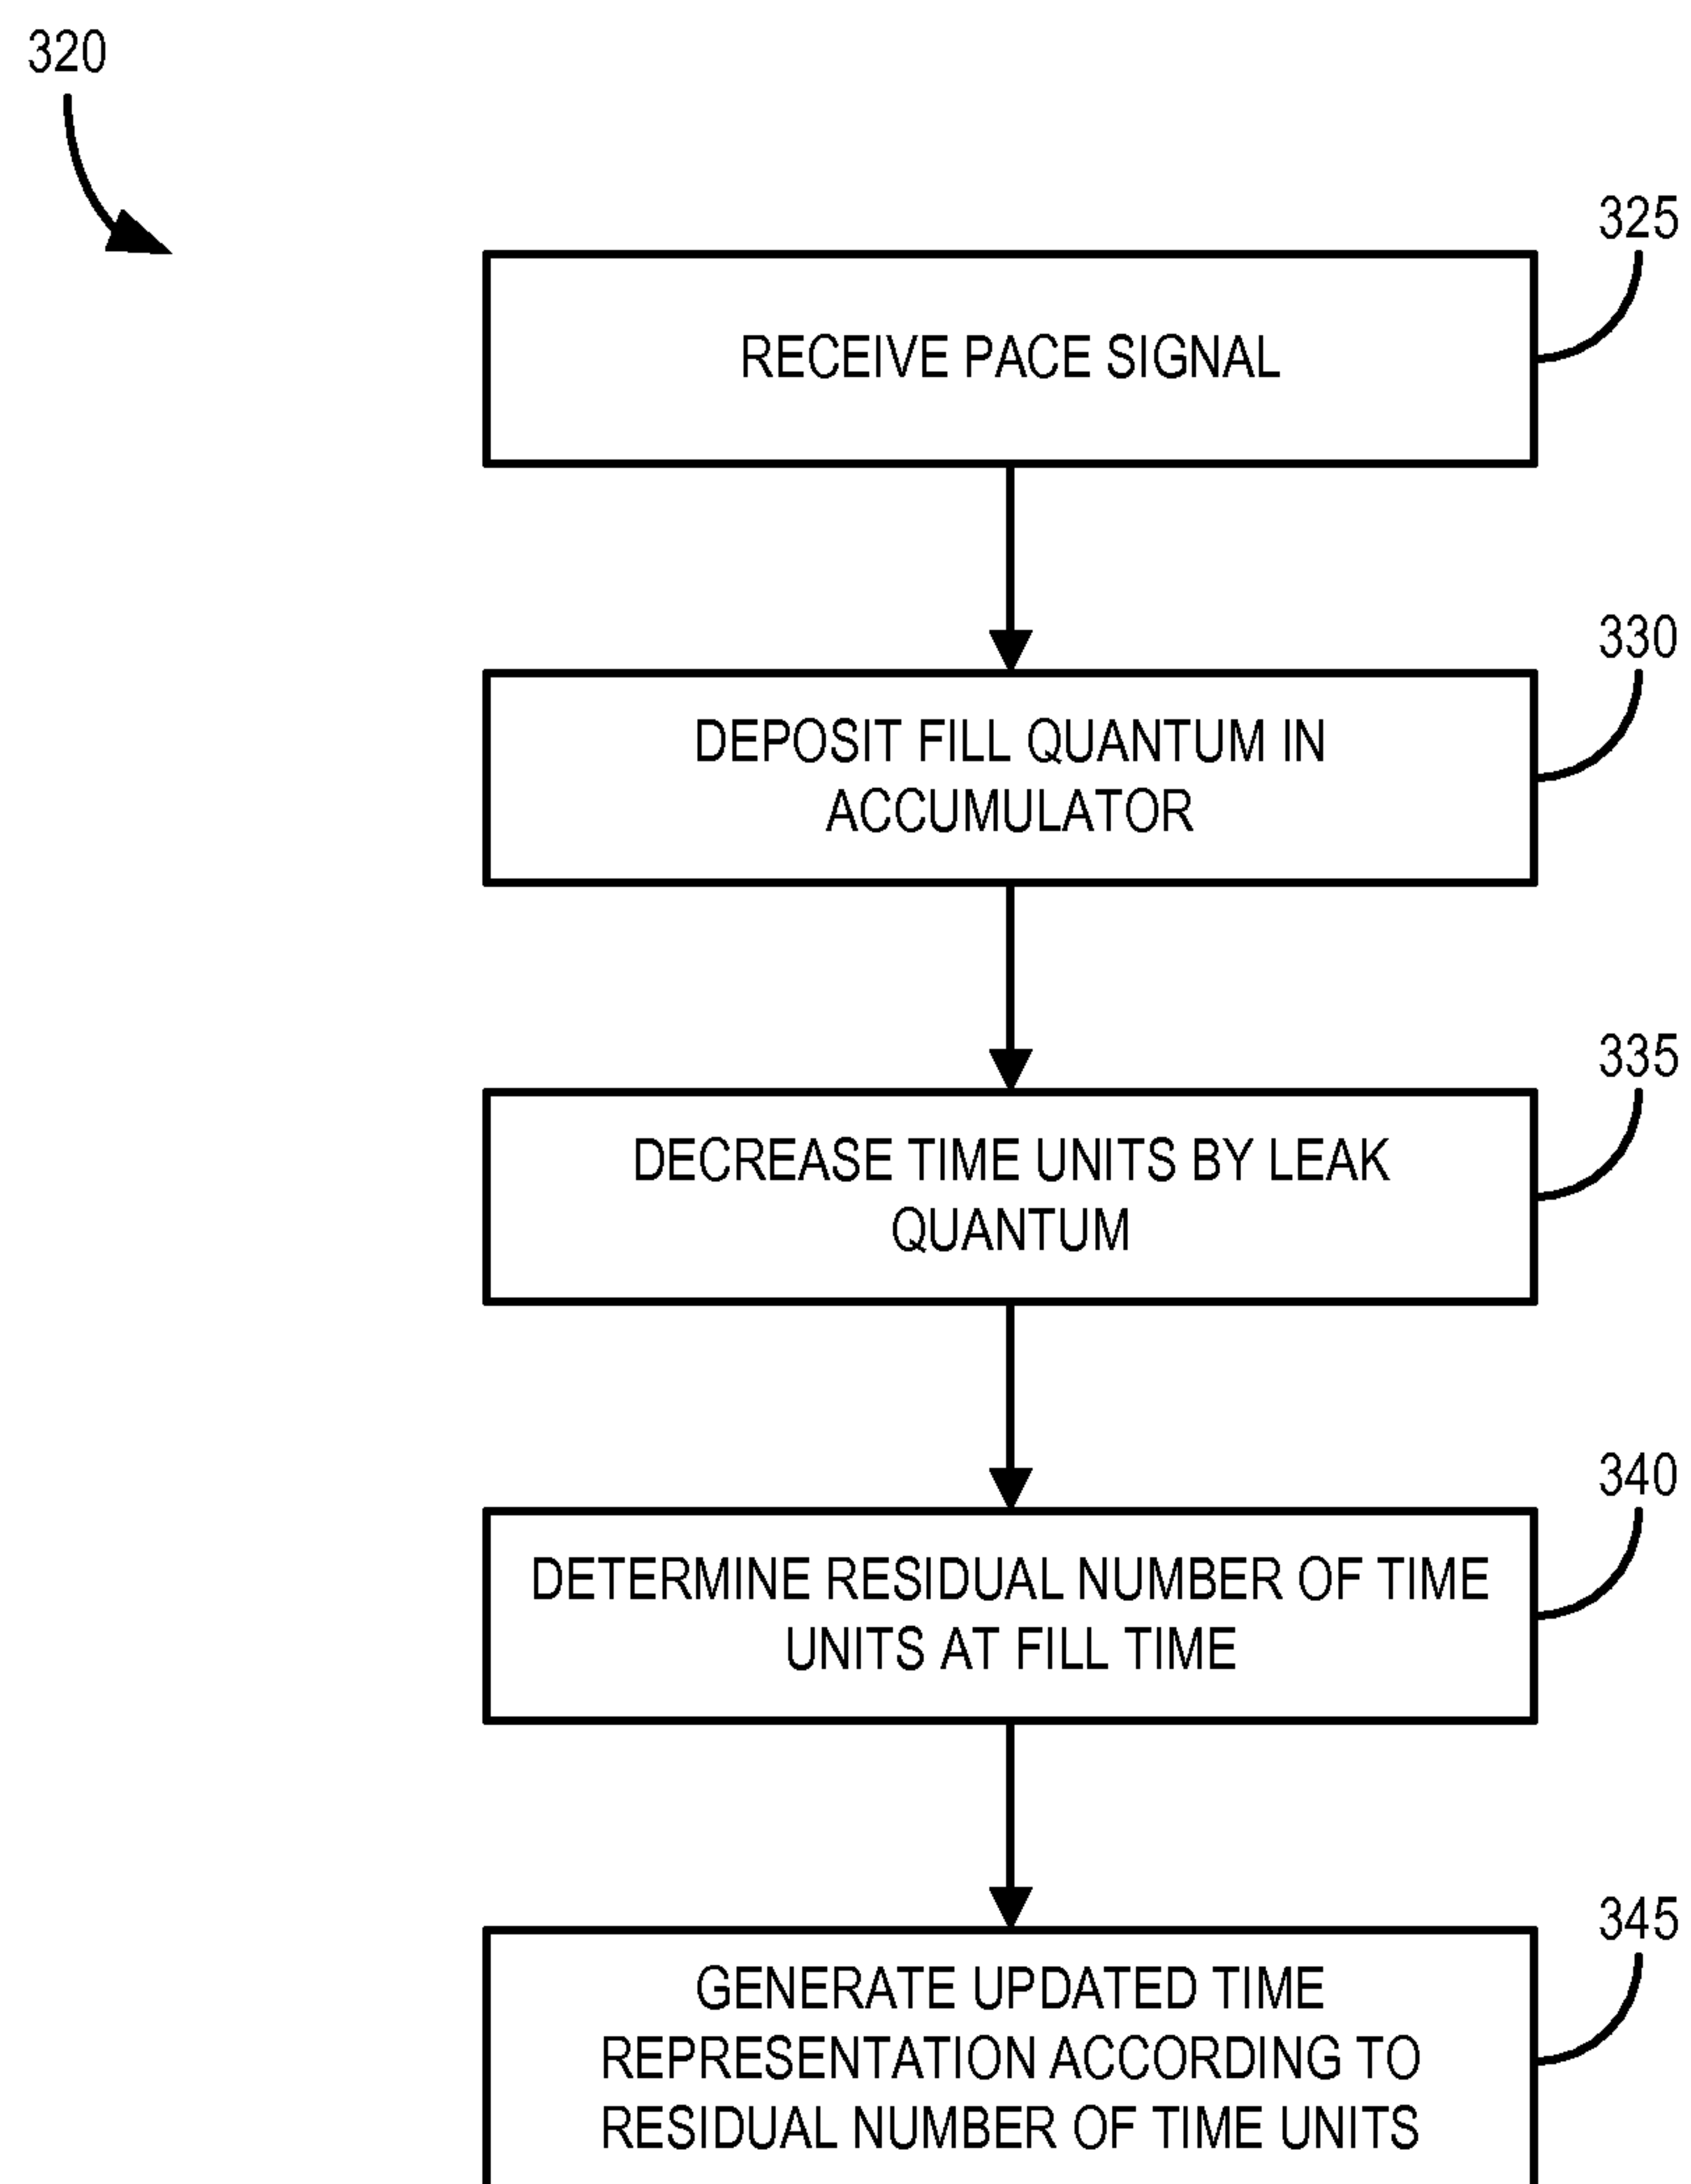 320
325
RECEIVE PACE SIGNAL
330
DEPOSIT FILL QUANTUM IN
ACCUMULATOR
335
DECREASE TIME UNITS BY LEAK
QUANTUM
340
DETERMINE RESIDUAL NUMBER OF TIME
UNITS AT FILL TIME
345
GENERATE UPDATED TIME
REPRESENTATION ACCORDING TO
RESIDUAL NUMBER OF TIME UNITS